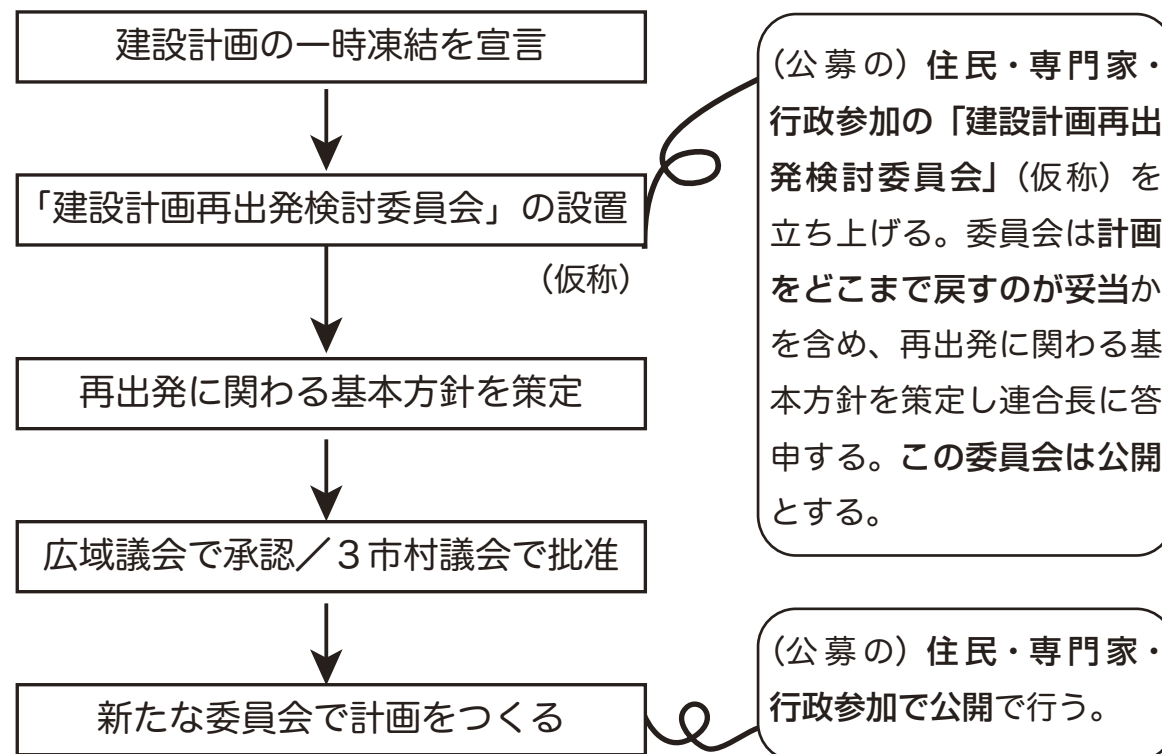 建設計画の一時凍結を宣言
「建設計画再出発検討委員会」の設置
（仮称）
再出発に関わる基本方針を策定
広域議会で承認／３市村議会で批准
新たな委員会で計画をつくる
（公募の）住民・専門家・
行政参加の「建設計画再出
発検討委員会」（仮称）を
立ち上げる。委員会は計画
をどこまで戻すのが妥当か
を含め、再出発に関わる基
本方針を策定し連合長に答
申する。この委員会は公開
とする。
（公募の）住民・専門家・
行政参加で公開で行う。